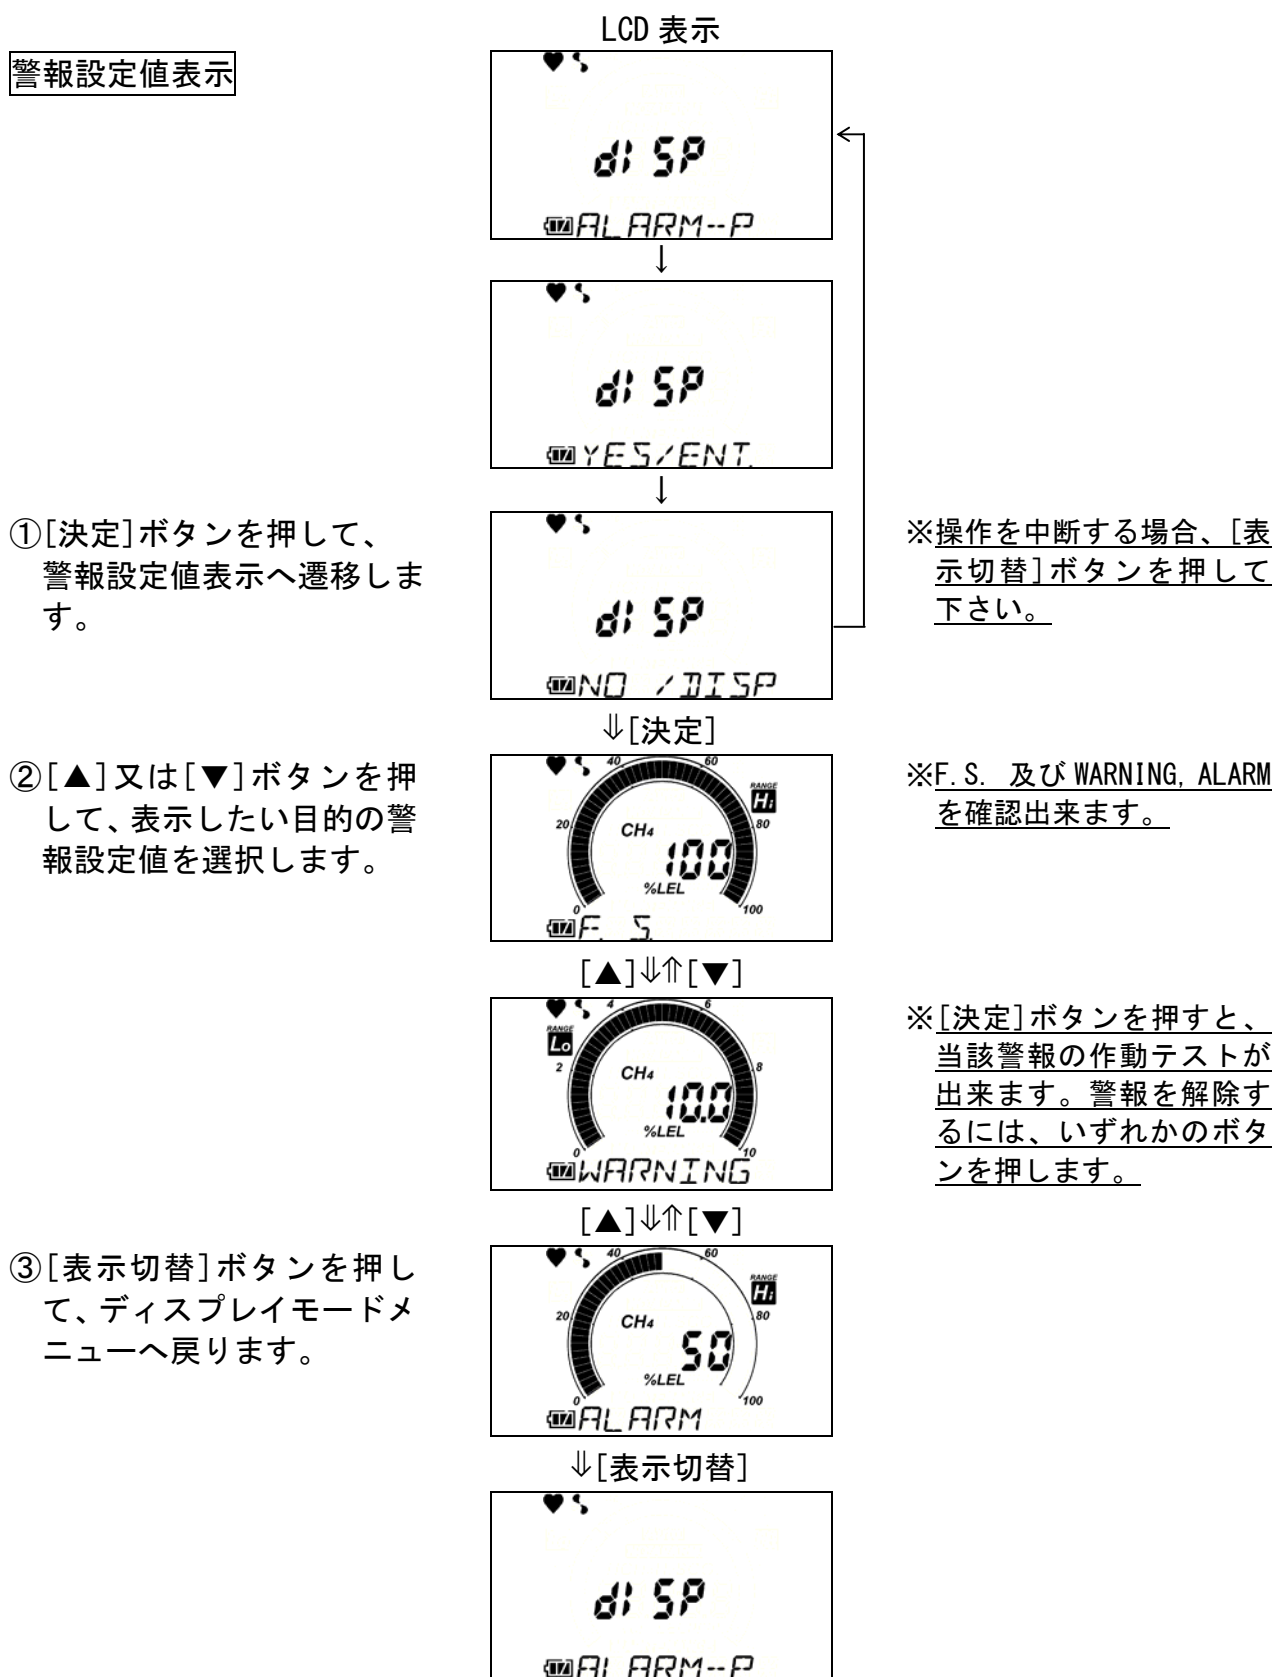 LCD 表示
警報設定値表示
di SP
ALARM--P
↓
di SP
YES/ENT.
↓
①[決定]ボタンを押して、
警報設定値表示へ遷移しま
す。
di SP
NO /DISP
※操作を中断する場合、[表
示切替]ボタンを押して
下さい。
⇓[決定]
②[▲]又は[▼]ボタンを押
して、表示したい目的の警
報設定値を選択します。
40 60
RANGE
Hi
20 80
CH4
100
%LEL
0 100
F. S.
※F.S. 及び WARNING, ALARM
を確認出来ます。
[▲]⇓⇑[▼]
4 6
RANGE
Lo
2 8
CH4
10.0
%LEL
0 10
WARNING
※[決定]ボタンを押すと、
当該警報の作動テストが
出来ます。警報を解除す
るには、いずれかのボタ
ンを押します。
[▲]⇓⇑[▼]
③[表示切替]ボタンを押し
て、ディスプレイモードメ
ニューへ戻ります。
40 60
RANGE
Hi
20 80
CH4
50
%LEL
0 100
ALARM
⇓[表示切替]
di SP
ALARM--P